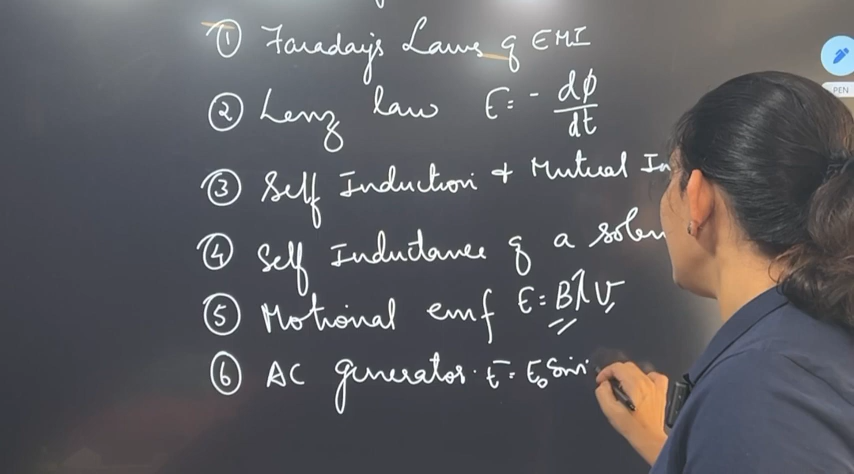 ① Faraday's Laws of EMI
PEN
② Lenz law E = - dϕ/dt
③ Self Induction + Mutual In
④ Self Inductance of a solen
⑤ Motional emf E = Blv
⑥ AC generator. E = E₀ sin